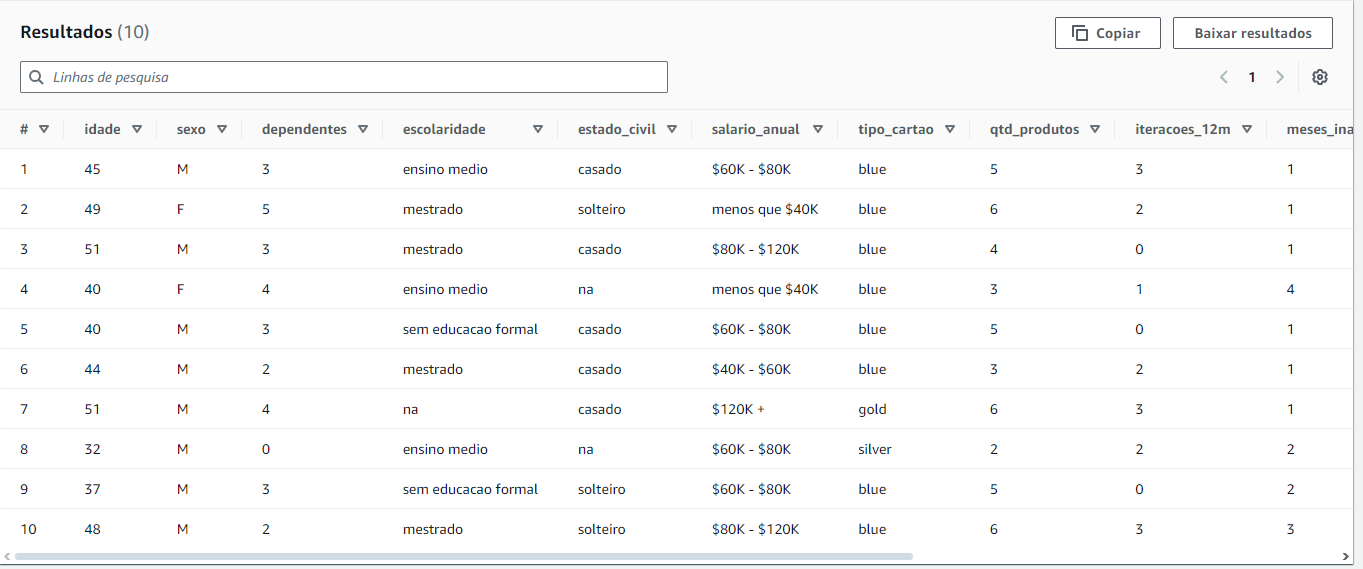 Resultados (10)
Copiar
Baixar resultados
Linhas de pesquisa
1
# idade sexo dependentes escolaridade estado_civil salario_anual tipo_cartao qtd_produtos iteracoes_12m meses_ina
1 45 M 3 ensino medio casado $60K - $80K blue 5 3 1
2 49 F 5 mestrado solteiro menos que $40K blue 6 2 1
3 51 M 3 mestrado casado $80K - $120K blue 4 0 1
4 40 F 4 ensino medio na menos que $40K blue 3 1 4
5 40 M 3 sem educacao formal casado $60K - $80K blue 5 0 1
6 44 M 2 mestrado casado $40K - $60K blue 3 2 1
7 51 M 4 na casado $120K + gold 6 3 1
8 32 M 0 ensino medio na $60K - $80K silver 2 2 2
9 37 M 3 sem educacao formal solteiro $60K - $80K blue 5 0 2
10 48 M 2 mestrado solteiro $80K - $120K blue 6 3 3